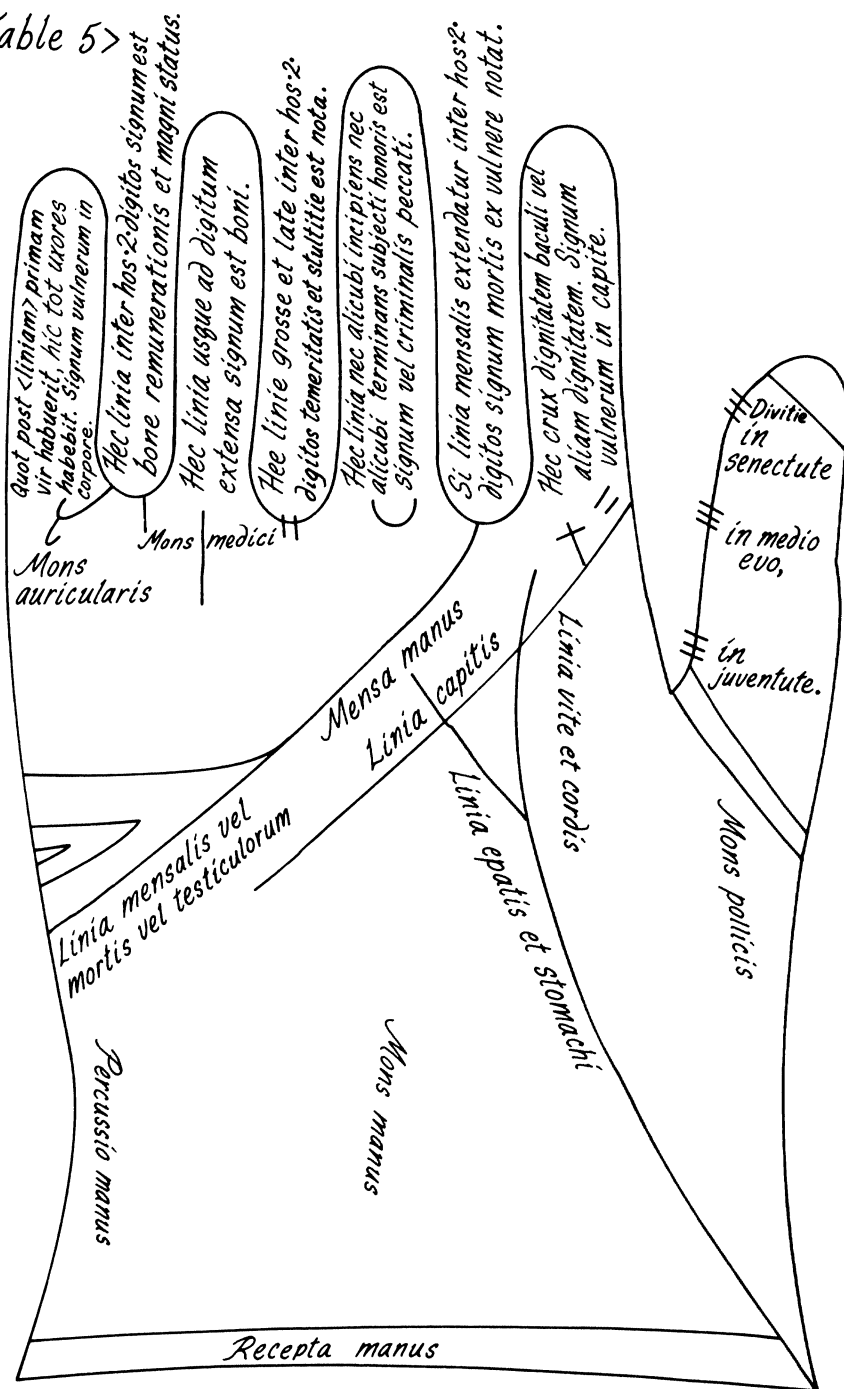 able 5>
Quot post <liniam> primam
vir habuerit, hic tot uxores
habebit. Signum vulnerum in
corpore.
Hec linia inter hos·2·digitos signum est
bone remunerationis et magni status.
Hec linia usque ad digitum
extensa signum est boni.
Hee linie grosse et late inter hos·2·
digitos temeritatis et stultitie est nota.
Hec linia nec alicubi incipiens nec
alicubi terminans subjecti honoris est
signum vel criminalis peccati.
Si linia mensalis extendatur inter hos·2·
digitos signum mortis ex vulnere notat.
Hec crux dignitatem baculi vel
aliam dignitatem. Signum
vulnerum in capite.
Divitie
in
senectute
in medio
evo,
in
juventute.
Mons
auricularis
Mons medici
Mensa manus
Linia capitis
Linia vite et cordis
Linia mensalis vel
mortis vel testiculorum
Linia epatis et stomachi
Mons pollicis
Percussio manus
Mons manus
Recepta manus